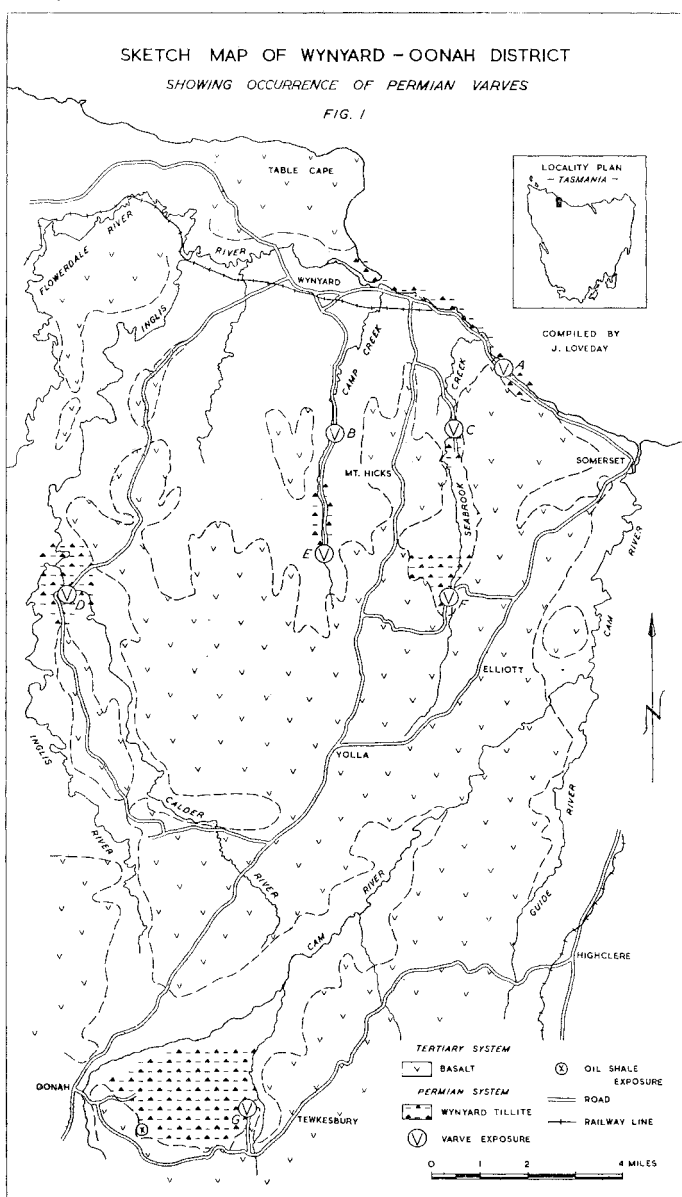 SKETCH MAP OF WYNYARD – OONAH DISTRICT
SHOWING OCCURRENCE OF PERMIAN VARVES
FIG. 1
TABLE CAPE
LOCALITY PLAN
– TASMANIA –
COMPILED BY
J. LOVEDAY
FLOWERDALE RIVER
RIVER
INGLIS
WYNYARD
CAMP CREEK
CREEK
SEABROOK
V A
V B
V C
MT. HICKS
SOMERSET
RIVER
CAM
E V
V D
V
ELLIOTT
YOLLA
INGLIS
RIVER
CALDER
RIVER
CAM
RIVER
RIVER
GUIDE
HIGHCLERE
OONAH
V
G
TEWKESBURY
TERTIARY SYSTEM
V BASALT
PERMIAN SYSTEM
WYNYARD TILLITE
V VARVE EXPOSURE
X OIL SHALE
EXPOSURE
ROAD
RAILWAY LINE
0 2 4 MILES
N